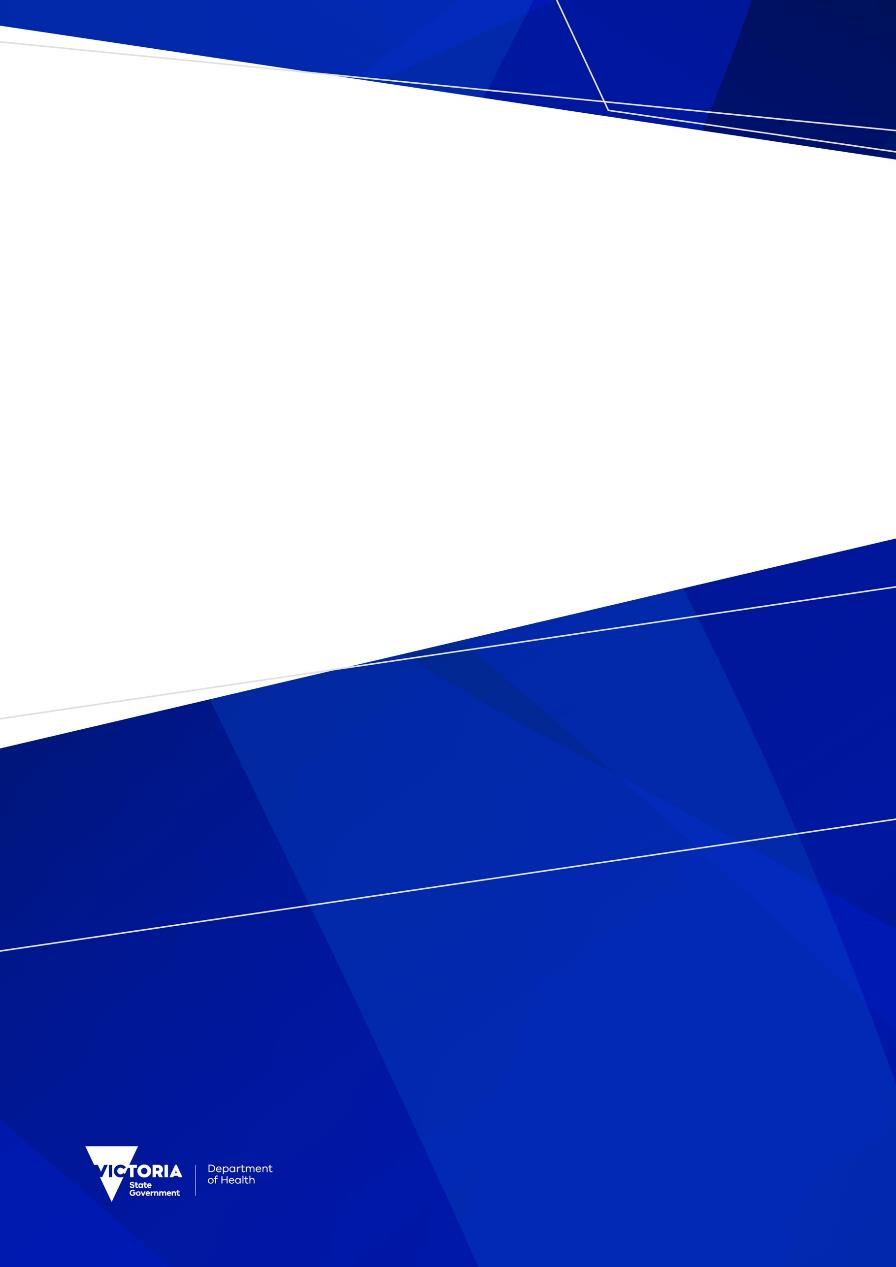 VICTORIA
State
Government
Department
of Health